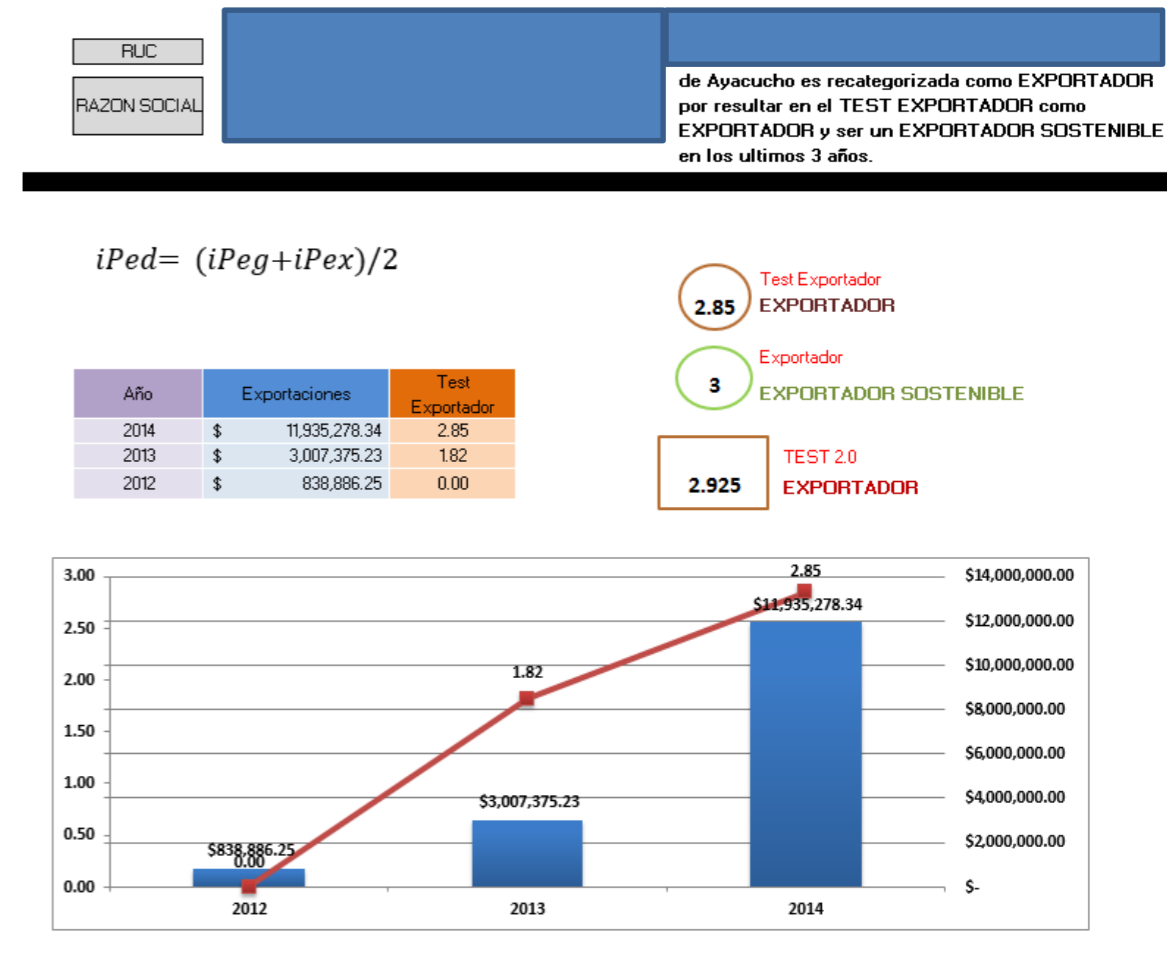 RUC
RAZON SOCIAL
de Ayacucho es recategorizada como EXPORTADOR
por resultar en el TEST EXPORTADOR como
EXPORTADOR y ser un EXPORTADOR SOSTENIBLE
en los ultimos 3 años.
iPed= (iPeg+iPex)/2
2.85
Test Exportador
EXPORTADOR
3
Exportador
EXPORTADOR SOSTENIBLE
2.925
TEST 2.0
EXPORTADOR
Año Exportaciones Test Exportador
2014 $ 11,935,278.34 2.85
2013 $ 3,007,375.23 1.82
2012 $ 838,886.25 0.00
3.00
2.50
2.00
1.50
1.00
0.50
0.00
$838,886.25
0.00
1.82
$3,007,375.23
2.85
$11,935,278.34
$14,000,000.00
$12,000,000.00
$10,000,000.00
$8,000,000.00
$6,000,000.00
$4,000,000.00
$2,000,000.00
$-
2012 2013 2014